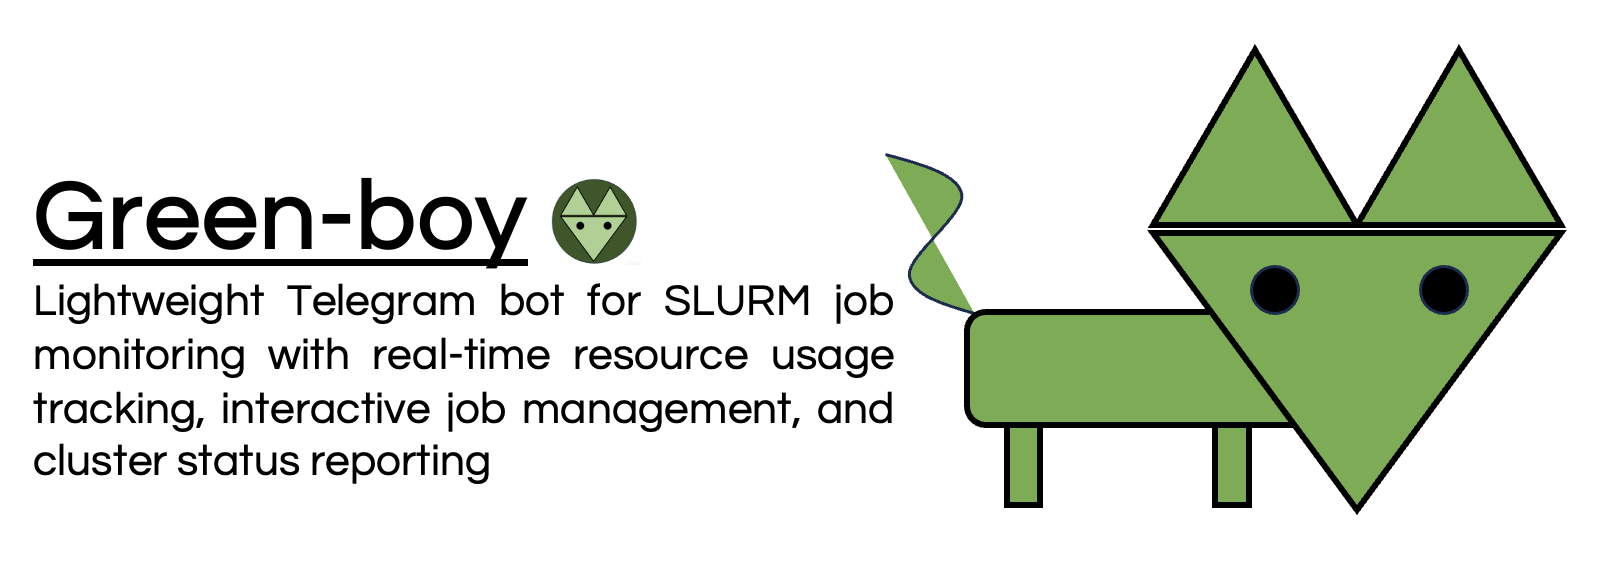 Green-boy
Lightweight Telegram bot for SLURM job
monitoring with real-time resource usage
tracking, interactive job management, and
cluster status reporting